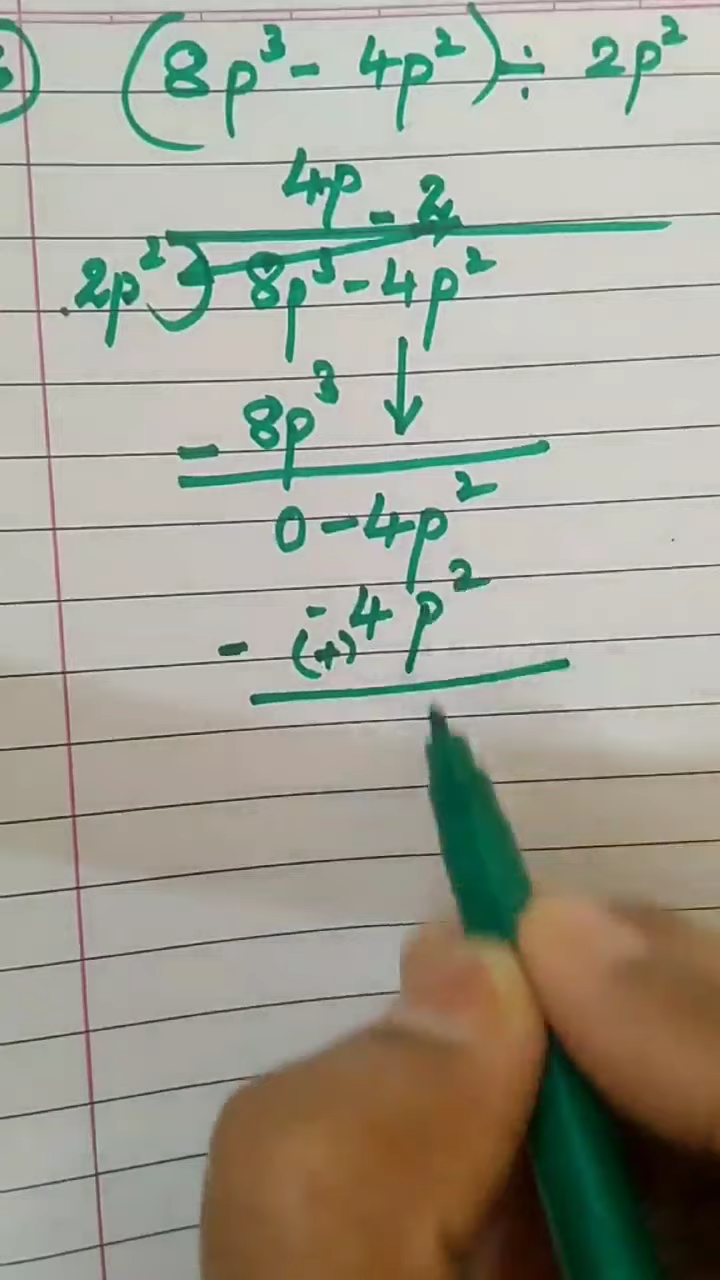 (8p³ - 4p²) ÷ 2p²
4p - 2
2p² ) 8p³ - 4p²
- 8p³ ↓
0 - 4p²
- (+) - 4p²